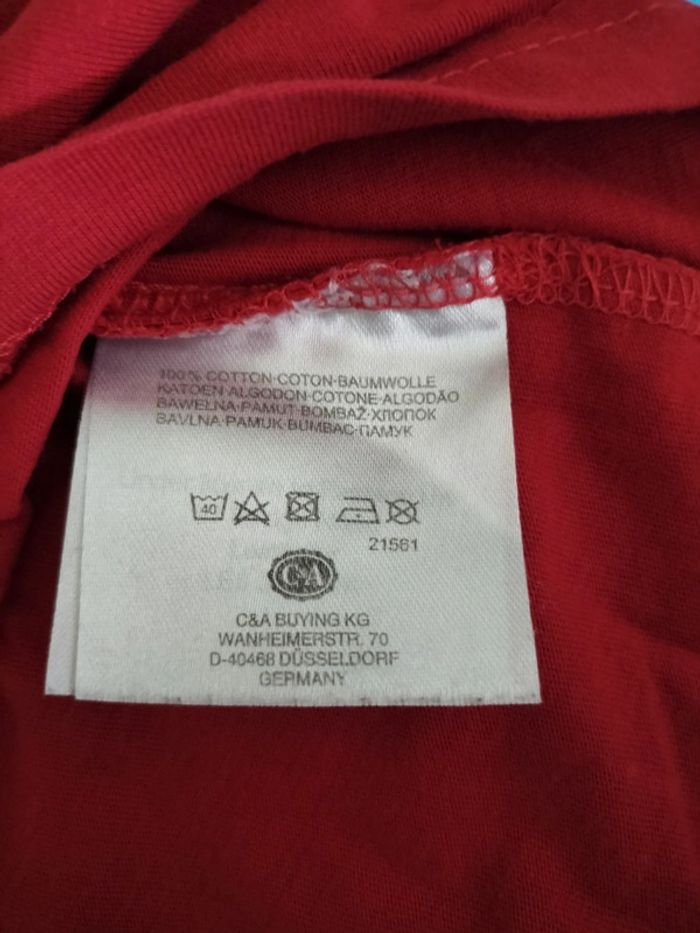 100% COTTON·COTON·BAUMWOLLE
KATOEN ALGODON·COTONE·ALGODÃO
BAWEŁNA·PAMUT·BOMBAŽ·ХЛОПОК
BAVLNA·PAMUK·BUMBAC·ПАМУК
40
21561
C&A
C&A BUYING KG
WANHEIMERSTR. 70
D-40468 DÜSSELDORF
GERMANY